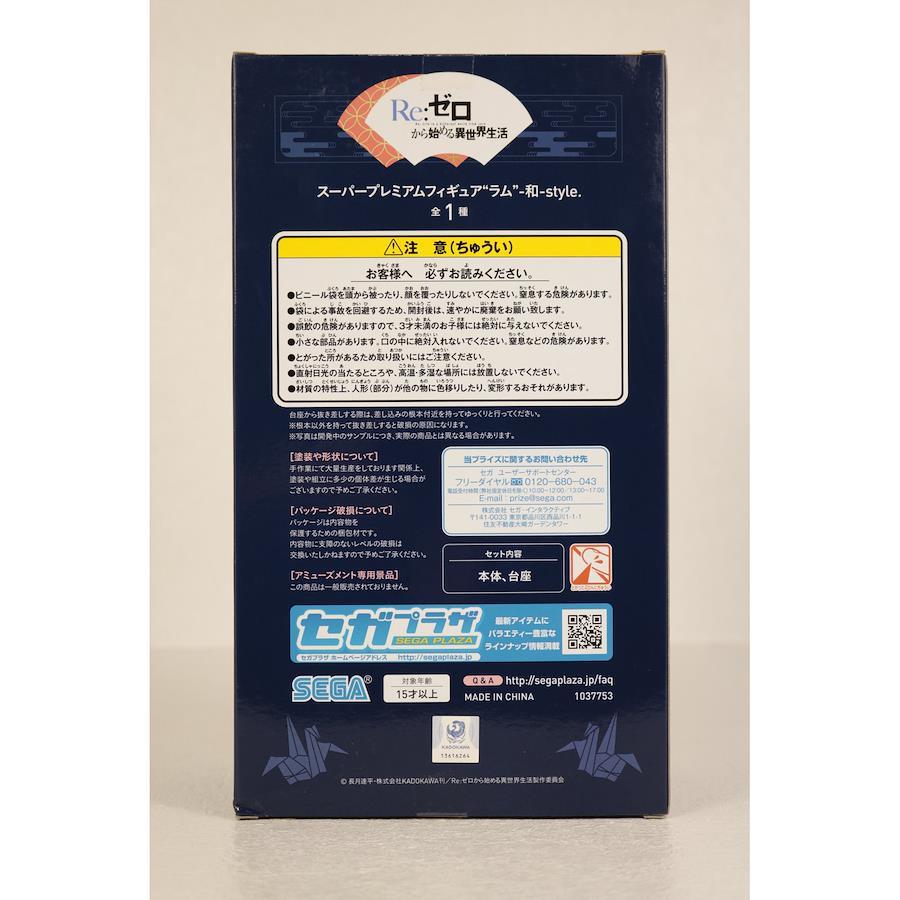 Re:ゼロ
から始める異世界生活
スーパープレミアムフィギュア“ラム”-和-style.
全1種
⚠注 意(ちゅうい)
お客様へ 必ずお読みください。
●ビニール袋を頭から被ったり、顔を覆ったりしないでください。窒息する危険があります。
●袋による事故を回避するため、開封後は、速やかに廃棄をお願い致します。
●誤飲の危険がありますので、3才未満のお子様には絶対に与えないでください。
●小さな部品があります。口の中に絶対入れないでください。窒息などの危険があります。
●とがった所があるため取り扱いにはご注意ください。
●直射日光の当たるところや、高温・多湿な場所には放置しないでください。
●材質の特性上、人形(部分)が他の物に色移りしたり、変形するおそれがあります。
台座から抜き差しする際は、差し込みの根本付近を持ってゆっくりと行ってください。
※根本以外を持って抜き差しすると破損の原因になります。
※写真は開発中のサンプルにつき、実際の商品とは異なる場合があります。
[塗装や形状について]
手作業にて大量生産をしております関係上、
塗装や組立に多少の個体差が生じる場合が
ございますので予めご了承ください。
[パッケージ破損について]
パッケージは内容物を
保護するための梱包材です。
内容物に支障のないレベルの破損は
交換いたしかねますので予めご了承ください。
[アミューズメント専用景品]
この商品は一般販売されておりません。
当プライズに関するお問い合わせ先
セガ ユーザーサポートセンター
フリーダイヤル 0120-680-043
電話受付時間(弊社指定休日を除く)10:00~12:00/13:00~17:00
E-mail : prize@sega.com
株式会社 セガ・インタラクティブ
〒141-0033 東京都品川区西品川1-1-1
住友不動産大崎ガーデンタワー
セット内容
本体、台座
セガプラザ
SEGA PLAZA
セガプラザ ホームページアドレス http://segaplaza.jp
最新アイテムに
バラエティー豊富な
ラインナップ情報満載
SEGA®
対象年齢
15才以上
Q & A http://segaplaza.jp/faq
MADE IN CHINA 1037753
KADOKAWA
13616264
© 長月達平・株式会社KADOKAWA刊/Re:ゼロから始める異世界生活製作委員会